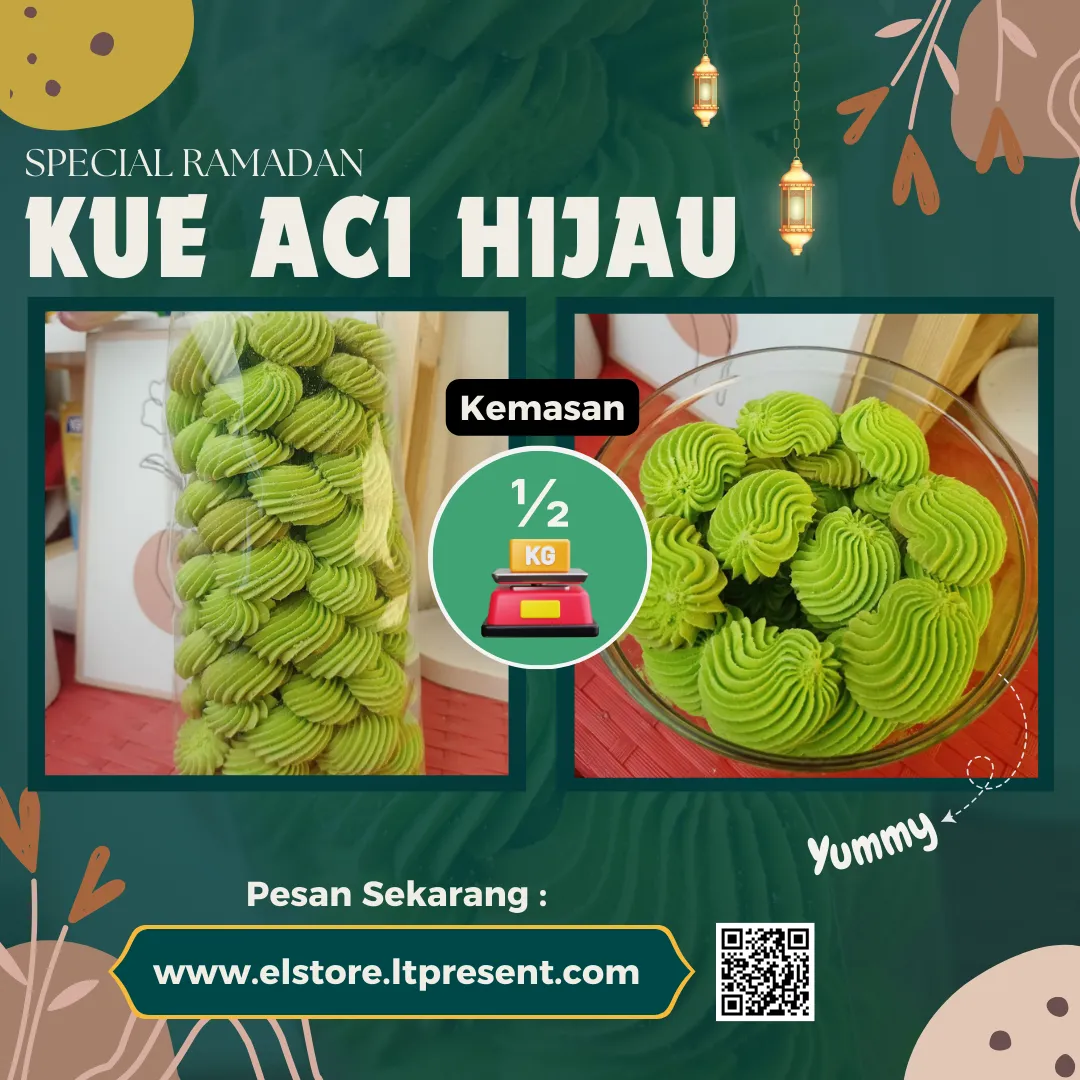 SPECIAL RAMADAN
KUE ACI HIJAU
Kemasan
½
KG
Yummy
Pesan Sekarang :
www.elstore.ltpresent.com